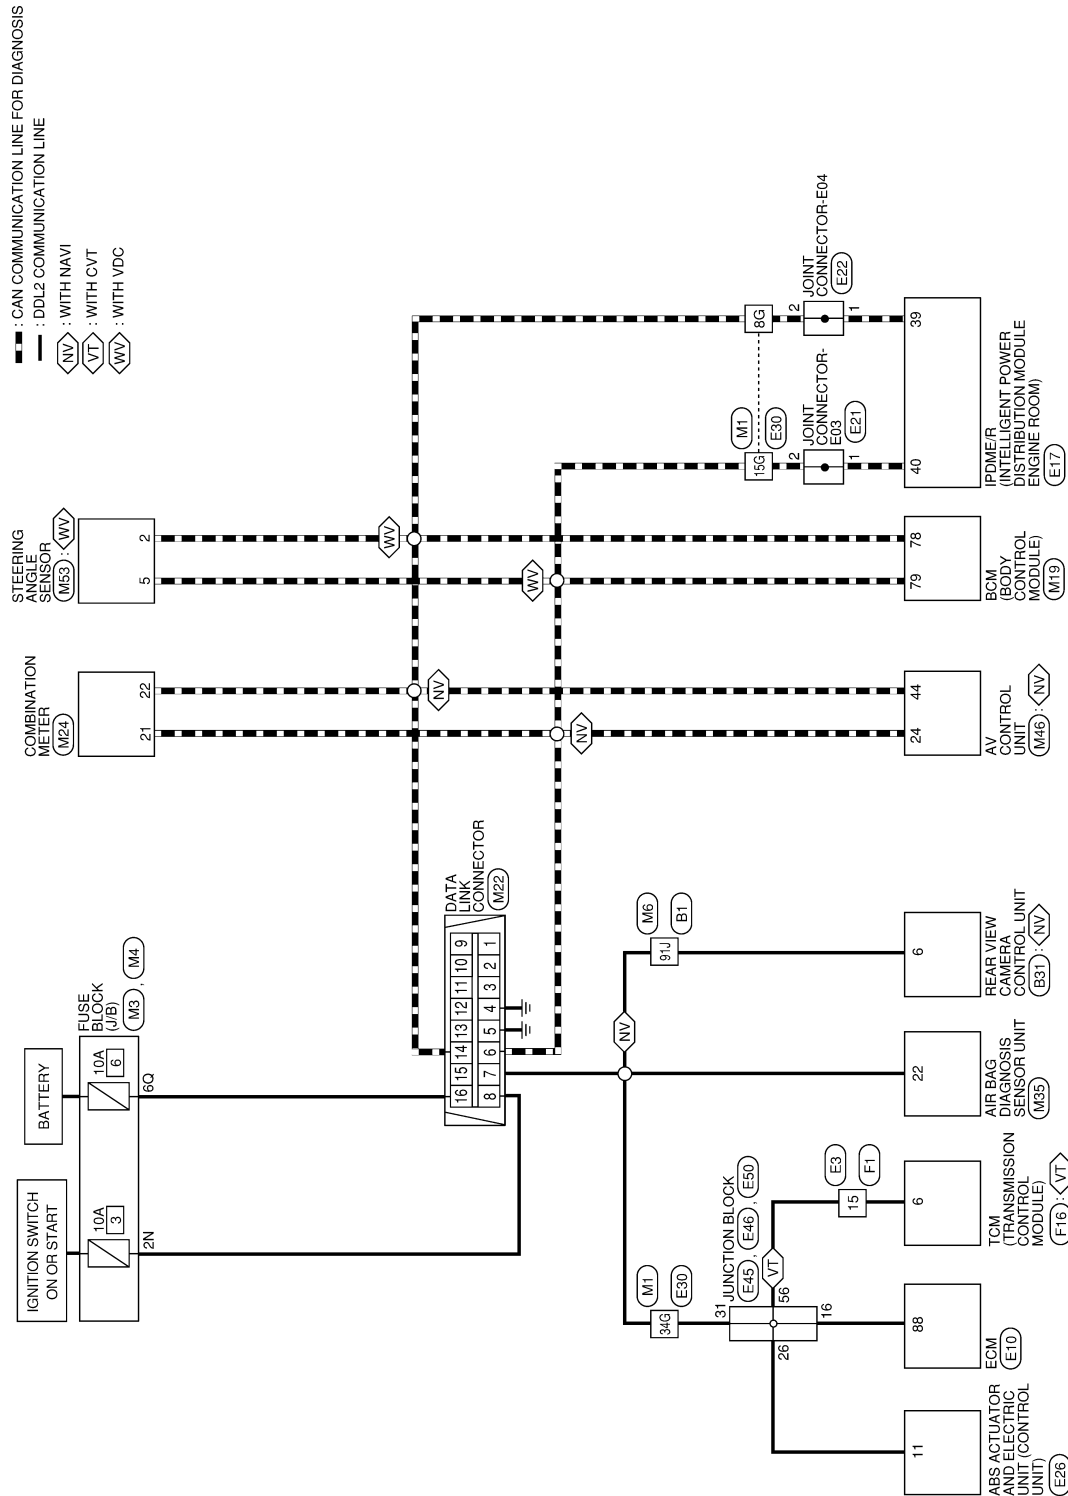 : CAN COMMUNICATION LINE FOR DIAGNOSIS
: DDL2 COMMUNICATION LINE
NV : WITH NAVI
VT : WITH CVT
WV : WITH VDC
IGNITION SWITCH
ON OR START
BATTERY
10A
3
10A
6
2N
6Q
FUSE
BLOCK
(J/B)
M3 , M4
COMBINATION
METER
M24
21
22
STEERING
ANGLE
SENSOR
M53 : WV
5
2
WV
WV
NV
NV
DATA
LINK
CONNECTOR
M22
16 15 14 13 12 11 10 9
8 7 6 5 4 3 2 1
NV
M6
91J
B1
M1
34G
E30
31
JUNCTION BLOCK
E45 , E46 , E50
26
56
16
VT
E3
15
F1
M1
15G
8G
E30
2
JOINT
CONNECTOR-
E03
E21
1
2
JOINT
CONNECTOR-E04
E22
1
11
ABS ACTUATOR
AND ELECTRIC
UNIT (CONTROL
UNIT)
E26
88
ECM
E10
6
TCM
(TRANSMISSION
CONTROL
MODULE)
F16 : VT
22
AIR BAG
DIAGNOSIS
SENSOR UNIT
M35
6
REAR VIEW
CAMERA
CONTROL UNIT
B31 : NV
24
44
AV
CONTROL
UNIT
M46 : NV
79
78
BCM
(BODY
CONTROL
MODULE)
M19
40
39
IPDME/R
(INTELLIGENT POWER
DISTRIBUTION MODULE
ENGINE ROOM)
E17